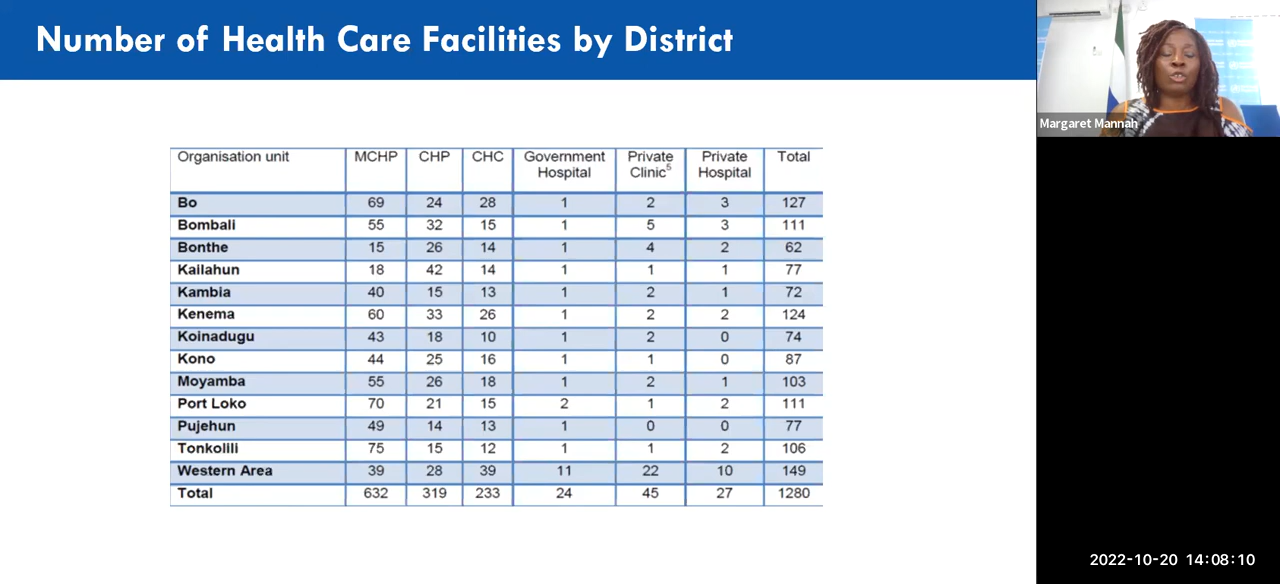 Number of Health Care Facilities by District
Organisation unit MCHP CHP CHC Government Hospital Private Clinic5 Private Hospital Total
Bo 69 24 28 1 2 3 127
Bombali 55 32 15 1 5 3 111
Bonthe 15 26 14 1 4 2 62
Kailahun 18 42 14 1 1 1 77
Kambia 40 15 13 1 2 1 72
Kenema 60 33 26 1 2 2 124
Koinadugu 43 18 10 1 2 0 74
Kono 44 25 16 1 1 0 87
Moyamba 55 26 18 1 2 1 103
Port Loko 70 21 15 2 1 2 111
Pujehun 49 14 13 1 0 0 77
Tonkolili 75 15 12 1 1 2 106
Western Area 39 28 39 11 22 10 149
Total 632 319 233 24 45 27 1280
Margaret Mannah
2022-10-20 14:08:10